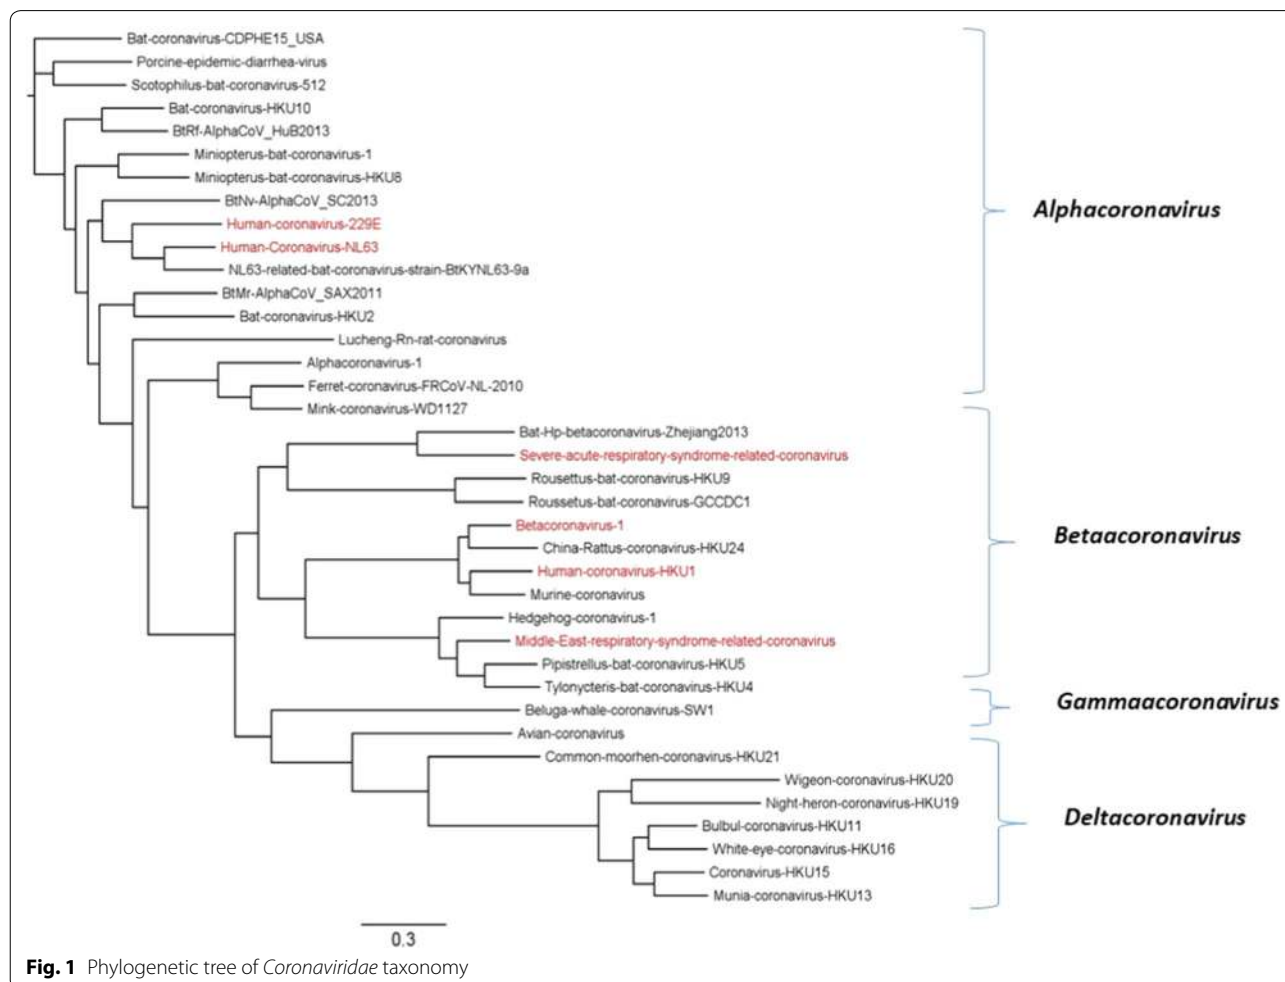 Bat-coronavirus-CDPHE15_USA
Porcine-epidemic-diarrhea-virus
Scotophilus-bat-coronavirus-512
Bat-coronavirus-HKU10
BtRf-AlphaCoV_HuB2013
Miniopterus-bat-coronavirus-1
Miniopterus-bat-coronavirus-HKU8
BtNv-AlphaCoV_SC2013
Human-coronavirus-229E
Human-Coronavirus-NL63
NL63-related-bat-coronavirus-strain-BtKYNL63-9a
BtMr-AlphaCoV_SAX2011
Bat-coronavirus-HKU2
Lucheng-Rn-rat-coronavirus
Alphacoronavirus-1
Ferret-coronavirus-FRCoV-NL-2010
Mink-coronavirus-WD1127
Alphacoronavirus
Bat-Hp-betacoronavirus-Zhejiang2013
Severe-acute-respiratory-syndrome-related-coronavirus
Rousettus-bat-coronavirus-HKU9
Roussetus-bat-coronavirus-GCCDC1
Betacoronavirus-1
China-Rattus-coronavirus-HKU24
Human-coronavirus-HKU1
Murine-coronavirus
Hedgehog-coronavirus-1
Middle-East-respiratory-syndrome-related-coronavirus
Pipistrellus-bat-coronavirus-HKU5
Tylonycteris-bat-coronavirus-HKU4
Betaacoronavirus
Beluga-whale-coronavirus-SW1
Gammaacoronavirus
Avian-coronavirus
Common-moorhen-coronavirus-HKU21
Wigeon-coronavirus-HKU20
Night-heron-coronavirus-HKU19
Bulbul-coronavirus-HKU11
White-eye-coronavirus-HKU16
Coronavirus-HKU15
Munia-coronavirus-HKU13
Deltacoronavirus
0.3
Fig. 1 Phylogenetic tree of Coronaviridae taxonomy